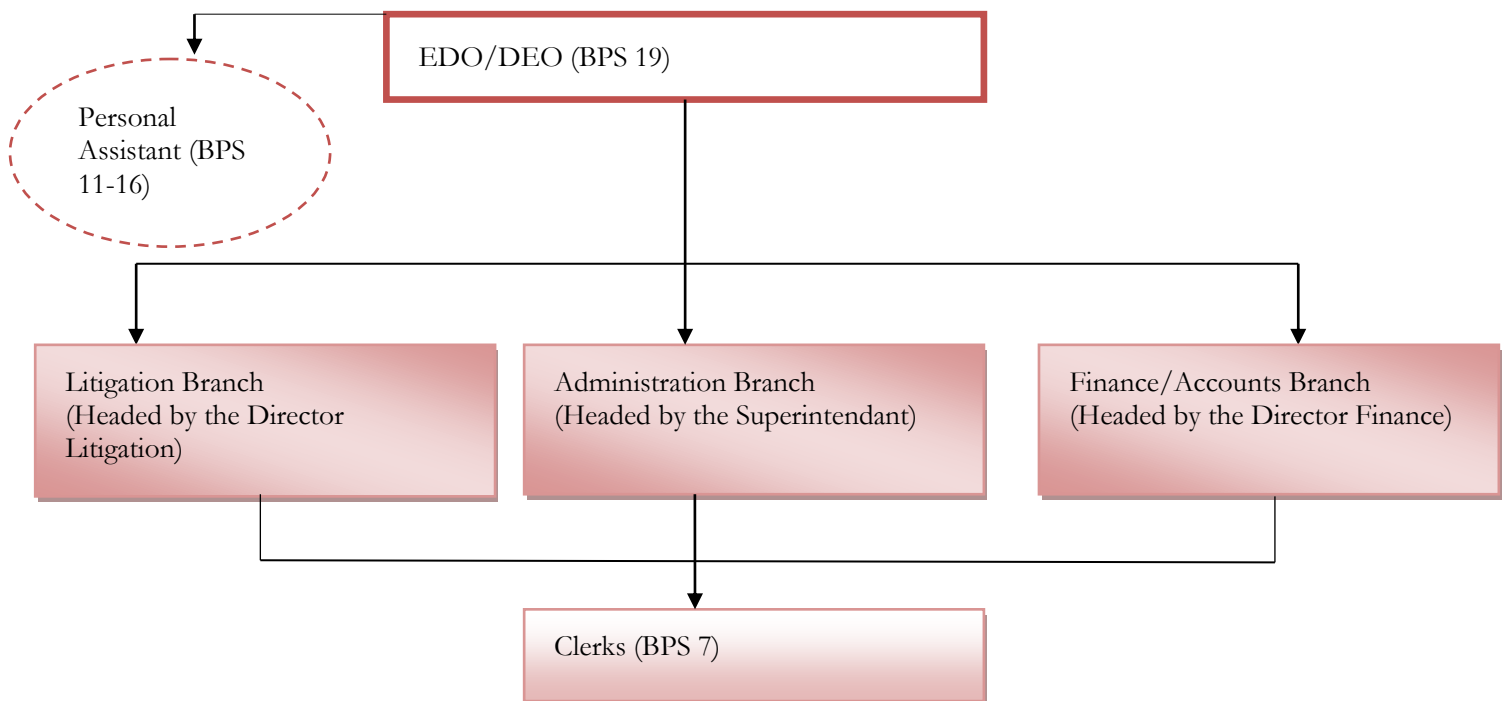 EDO/DEO (BPS 19)
Personal
Assistant (BPS
11-16)
Litigation Branch
(Headed by the Director
Litigation)
Administration Branch
(Headed by the Superintendant)
Finance/Accounts Branch
(Headed by the Director Finance)
Clerks (BPS 7)